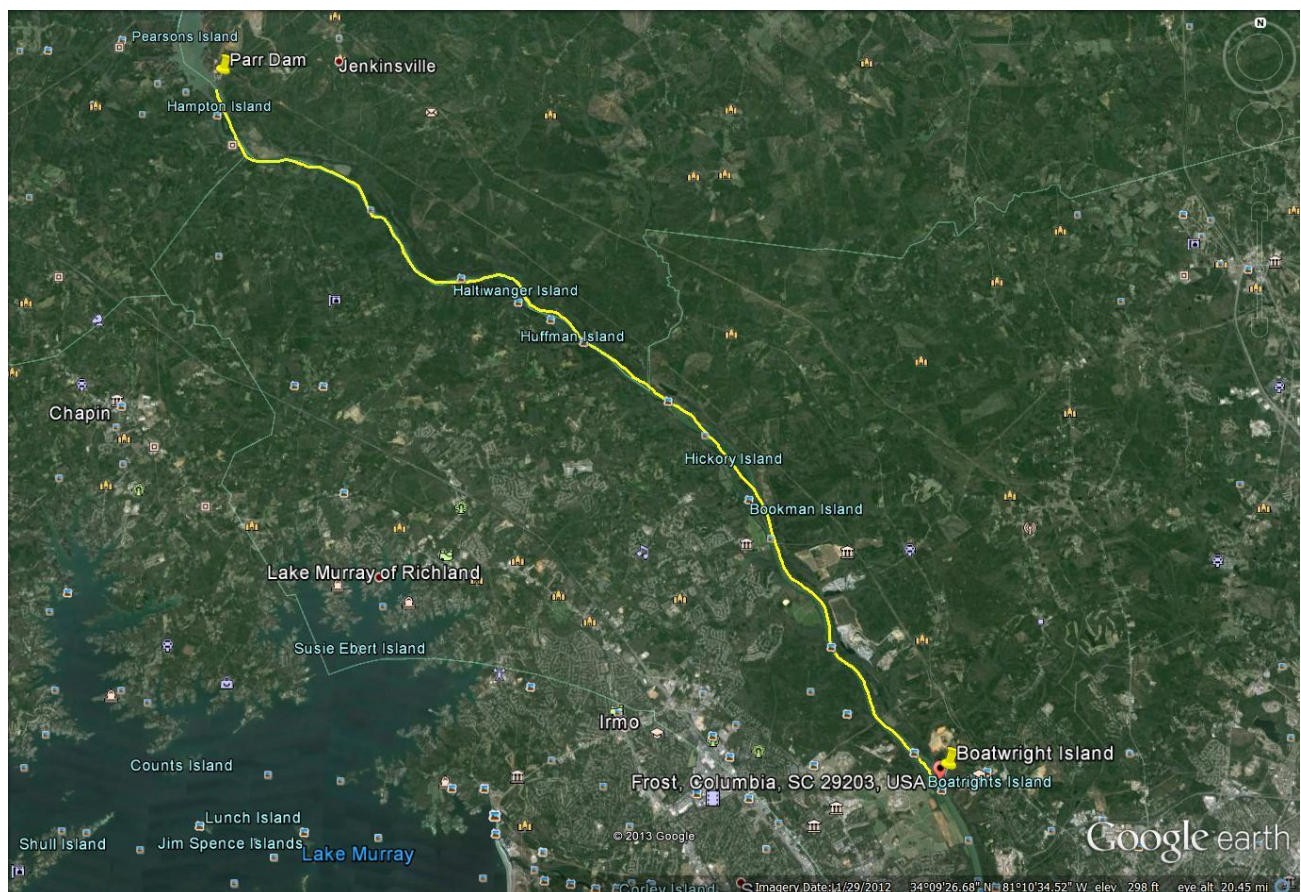 N
Pearsons Island
Parr Dam
Jenkinsville
Hampton Island
Haltiwanger Island
Huffman Island
Chapin
Hickory Island
Bookman Island
Lake Murray of Richland
Susie Ebert Island
Irmo
Boatwright Island
Counts Island
Frost, Columbia, SC 29203, USA
Boatrights Island
Lunch Island
© 2013 Google
Google earth
Shull Island
Jim Spence Islands
Lake Murray
Corley Island
Imagery Date: 1/29/2012 34°09'26.68" N 81°10'34.52" W elev 298 ft eye alt 20.45 mi